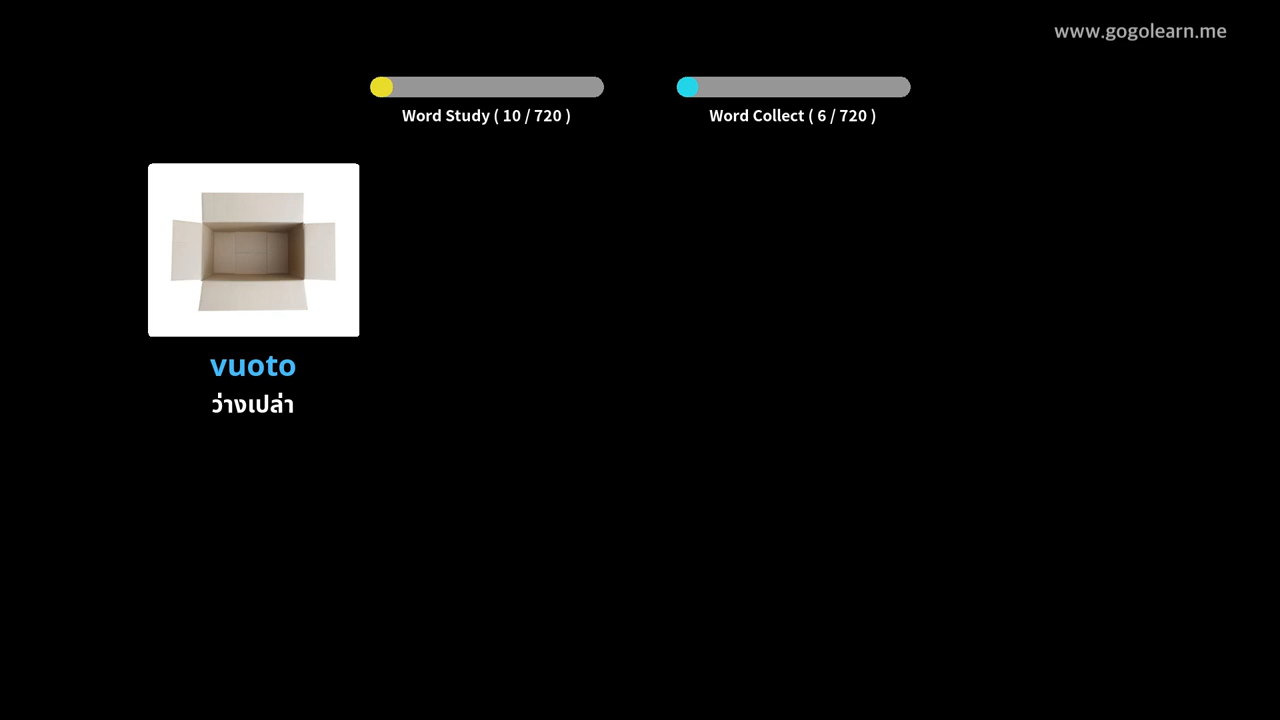 www.gogolearn.me
Word Study ( 10 / 720 )
Word Collect ( 6 / 720 )
vuoto
ว่างเปล่า